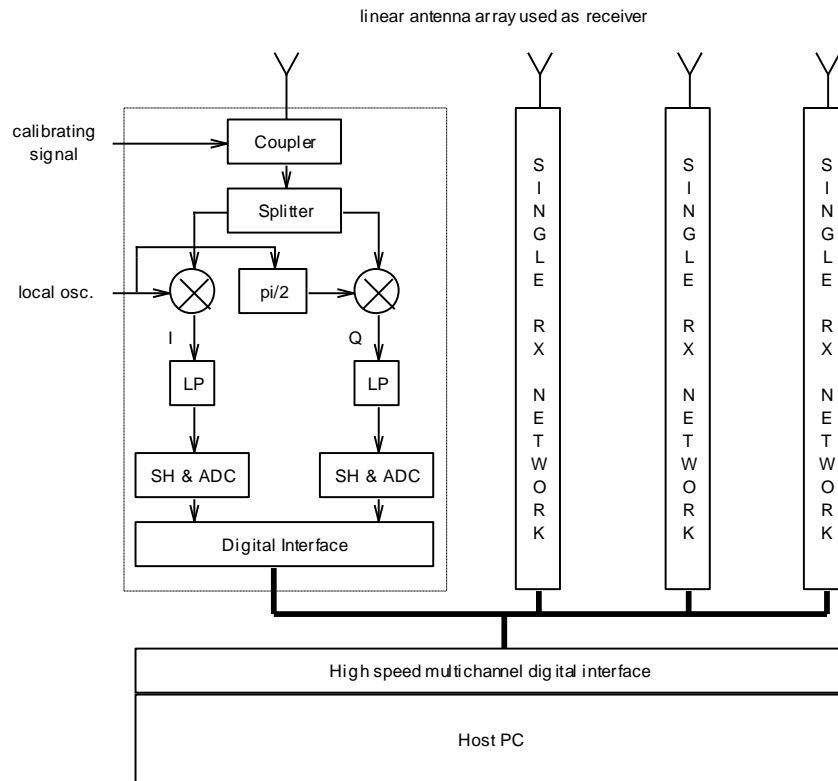 linear antenna array used as receiver
calibrating
signal
Coupler
Splitter
local osc.
pi/2
I
Q
LP
LP
SH & ADC
SH & ADC
Digital Interface
SINGLE RX NETWORK
SINGLE RX NETWORK
SINGLE RX NETWORK
High speed multichannel digital interface
Host PC